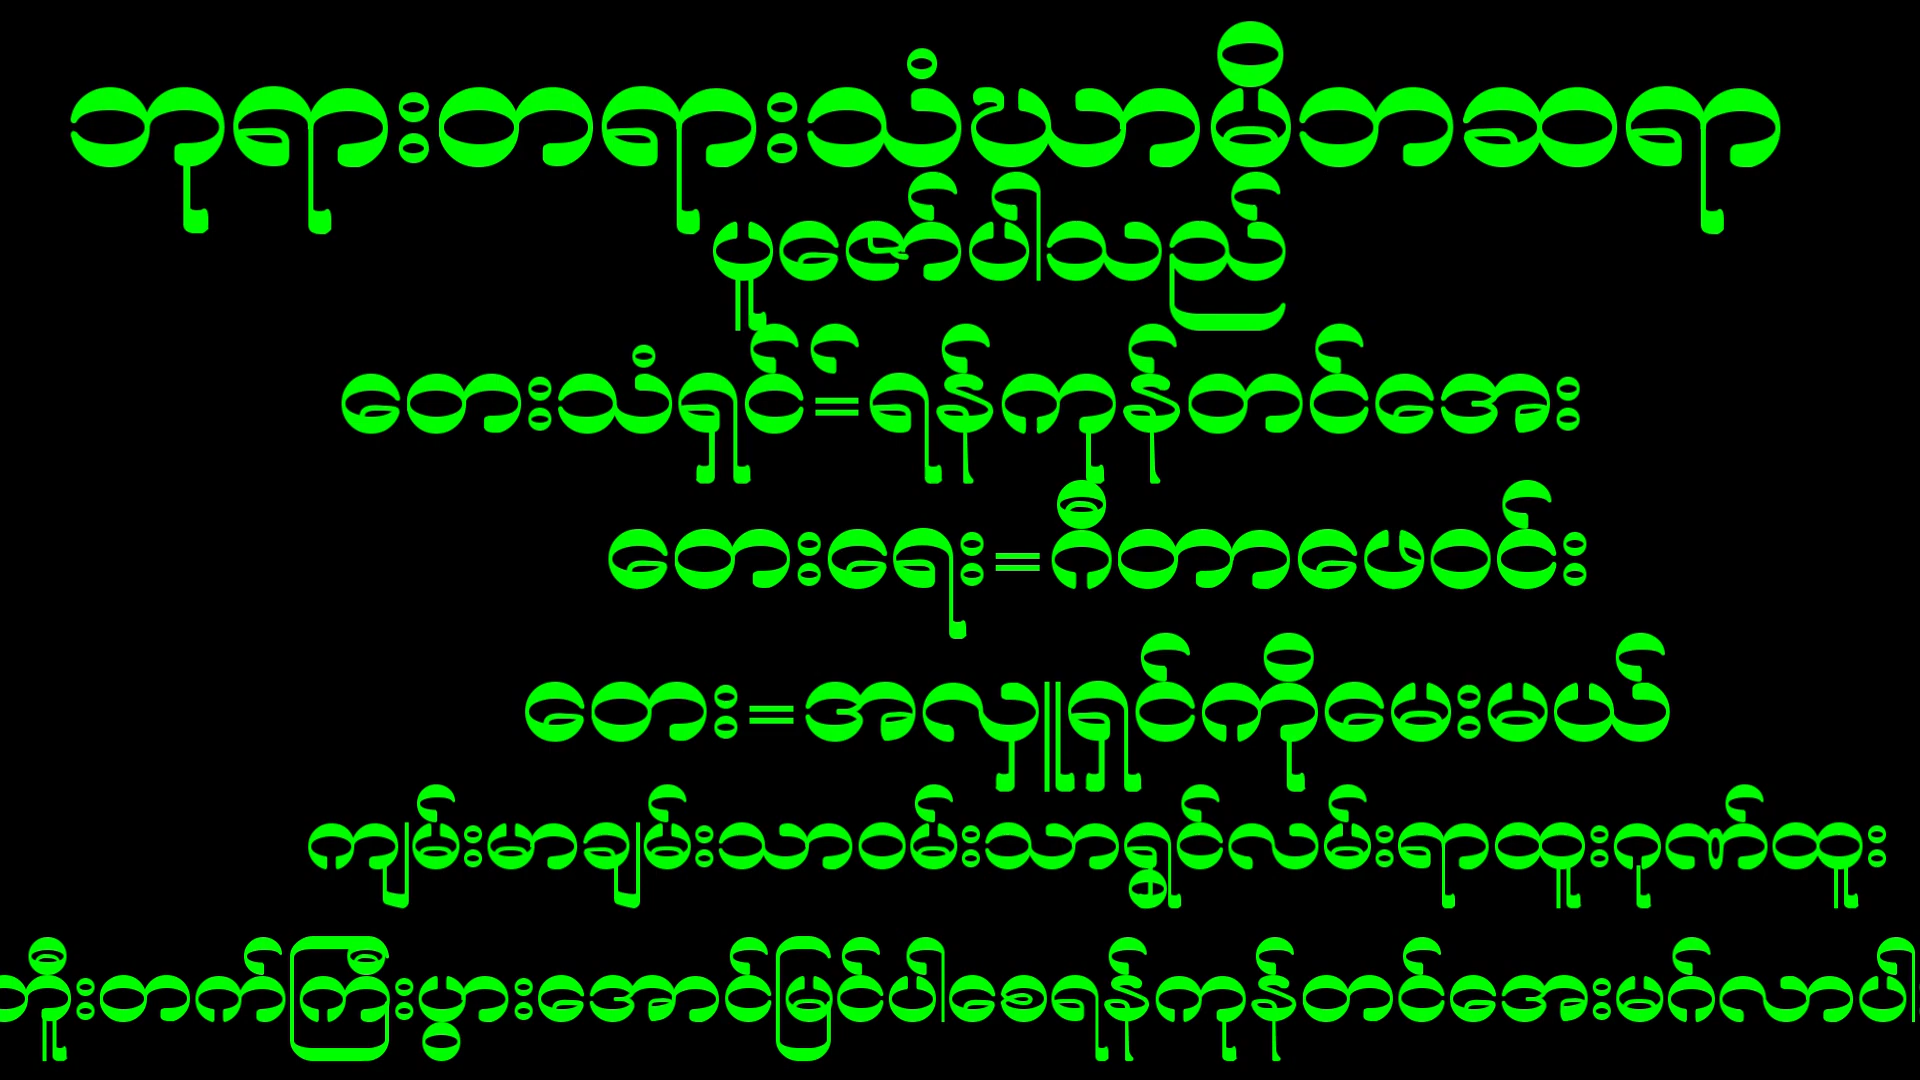 ဘုရားတရားသံဃာမိဘဆရာ
ပူဇော်ပါသည်
တေးသံရှင််=ရန်ကုန်တင်အေး
တေးရေး=ဂီတာဖေဝင်း
တေး=အလှူရှင်ကိုမေးမယ်
ကျမ်းမာချမ်းသာဝမ်းသာရွှင်လမ်းရာထူးဂုဏ်ထူး
တီူးတက်ကြီးပွားအောင်မြင်ပါစေရန်ကုန်တင်အေးမဂ်လာပါ